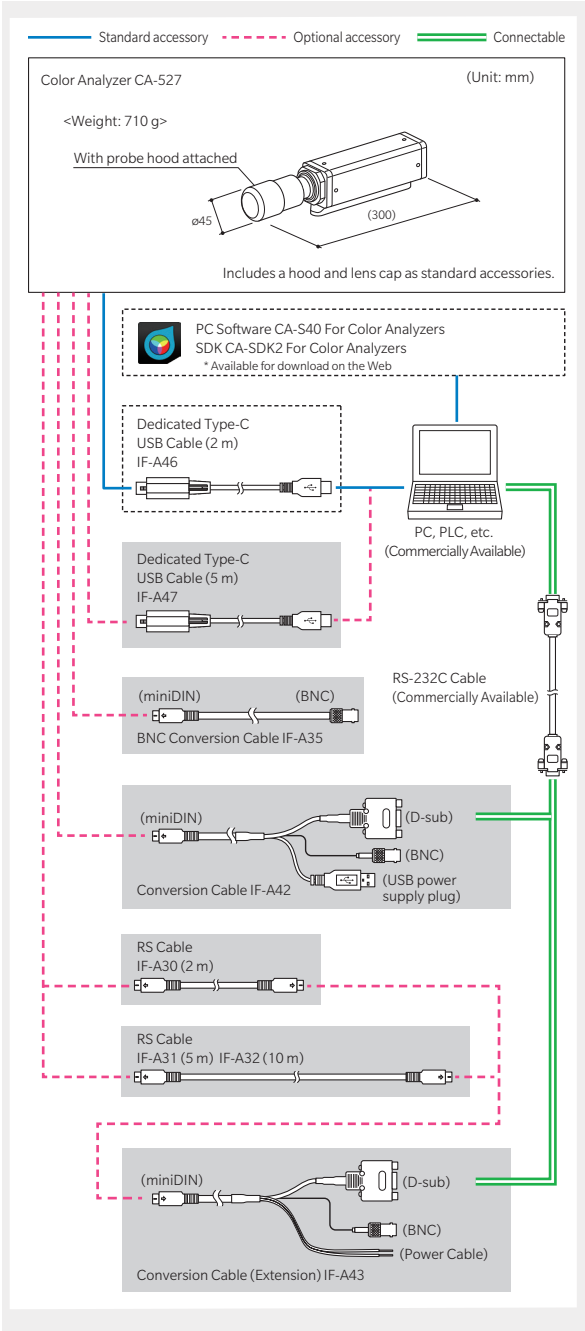 Standard accessory
Optional accessory
Connectable
Color Analyzer CA-527
(Unit: mm)
<Weight: 710 g>
With probe hood attached
ø45
(300)
Includes a hood and lens cap as standard accessories.
PC Software CA-S40 For Color Analyzers
SDK CA-SDK2 For Color Analyzers
* Available for download on the Web
Dedicated Type-C
USB Cable (2 m)
IF-A46
PC, PLC, etc.
(Commercially Available)
Dedicated Type-C
USB Cable (5 m)
IF-A47
RS-232C Cable
(Commercially Available)
(miniDIN)
(BNC)
BNC Conversion Cable IF-A35
(miniDIN)
(D-sub)
(BNC)
(USB power
supply plug)
Conversion Cable IF-A42
RS Cable
IF-A30 (2 m)
RS Cable
IF-A31 (5 m) IF-A32 (10 m)
(miniDIN)
(D-sub)
(BNC)
(Power Cable)
Conversion Cable (Extension) IF-A43